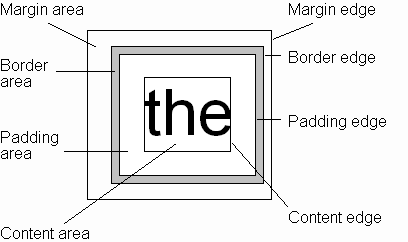 Margin area
Margin edge
Border edge
Border
area
the
Padding edge
Padding
area
Content edge
Content area